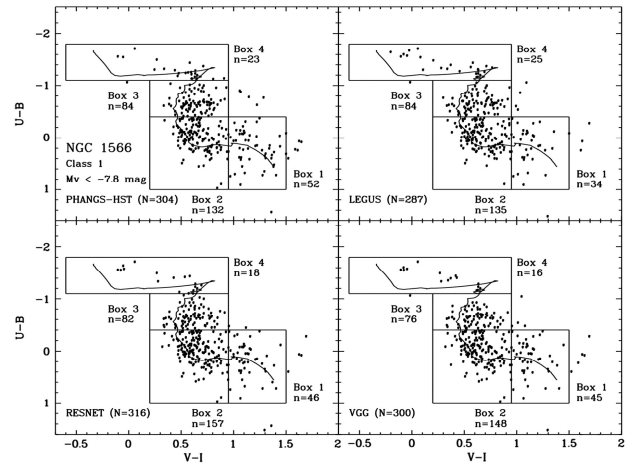 Box 4
n=23
Box 3
n=84
NGC 1566
Class 1
Mv < -7.8 mag
Box 1
n=52
PHANGS-HST (N=304)
Box 2
n=132
Box 4
n=25
Box 3
n=84
Box 1
n=34
LEGUS (N=287)
Box 2
n=135
-2
-1
0
1
U-B
Box 4
n=18
Box 3
n=82
Box 1
n=46
RESNET (N=316)
Box 2
n=157
Box 4
n=16
Box 3
n=76
Box 1
n=45
VGG (N=300)
Box 2
n=148
-2
-1
0
1
U-B
-0.5 0 0.5 1 1.5 -0.5 0 0.5 1 1.5 2
V-I V-I